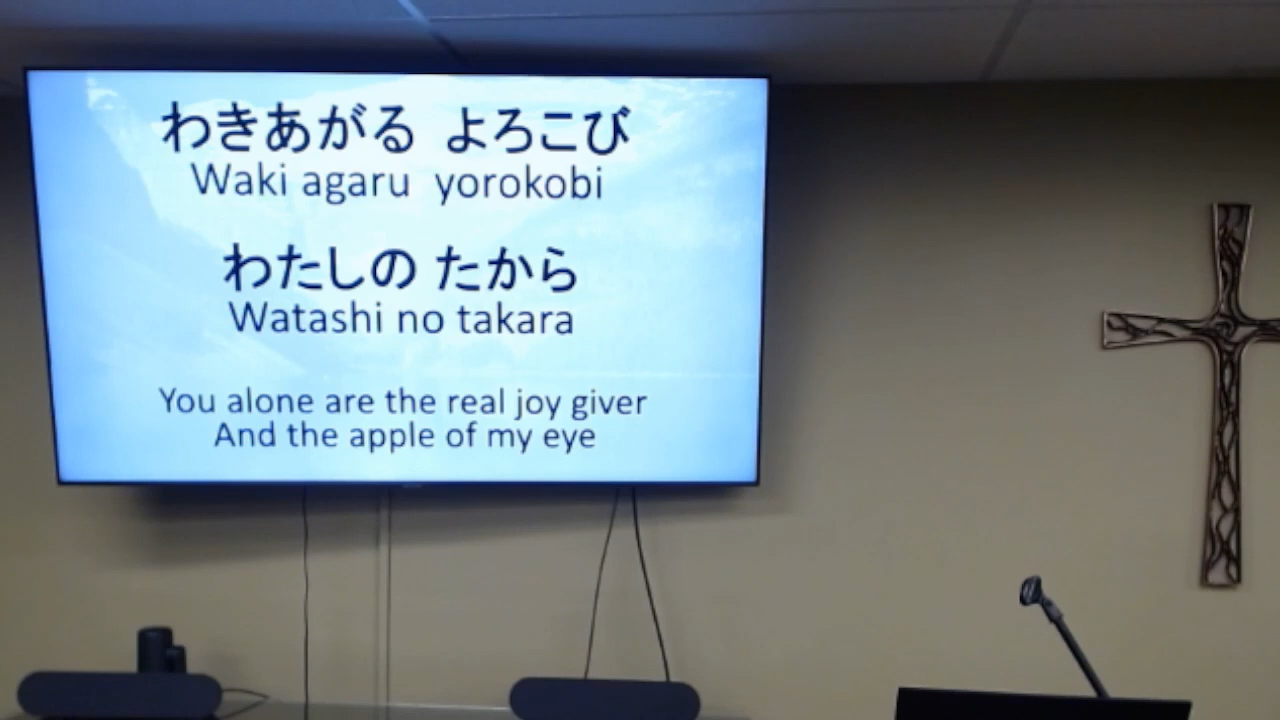 わきあがる よろこび
Waki agaru yorokobi
わたしの たから
Watashi no takara
You alone are the real joy giver
And the apple of my eye